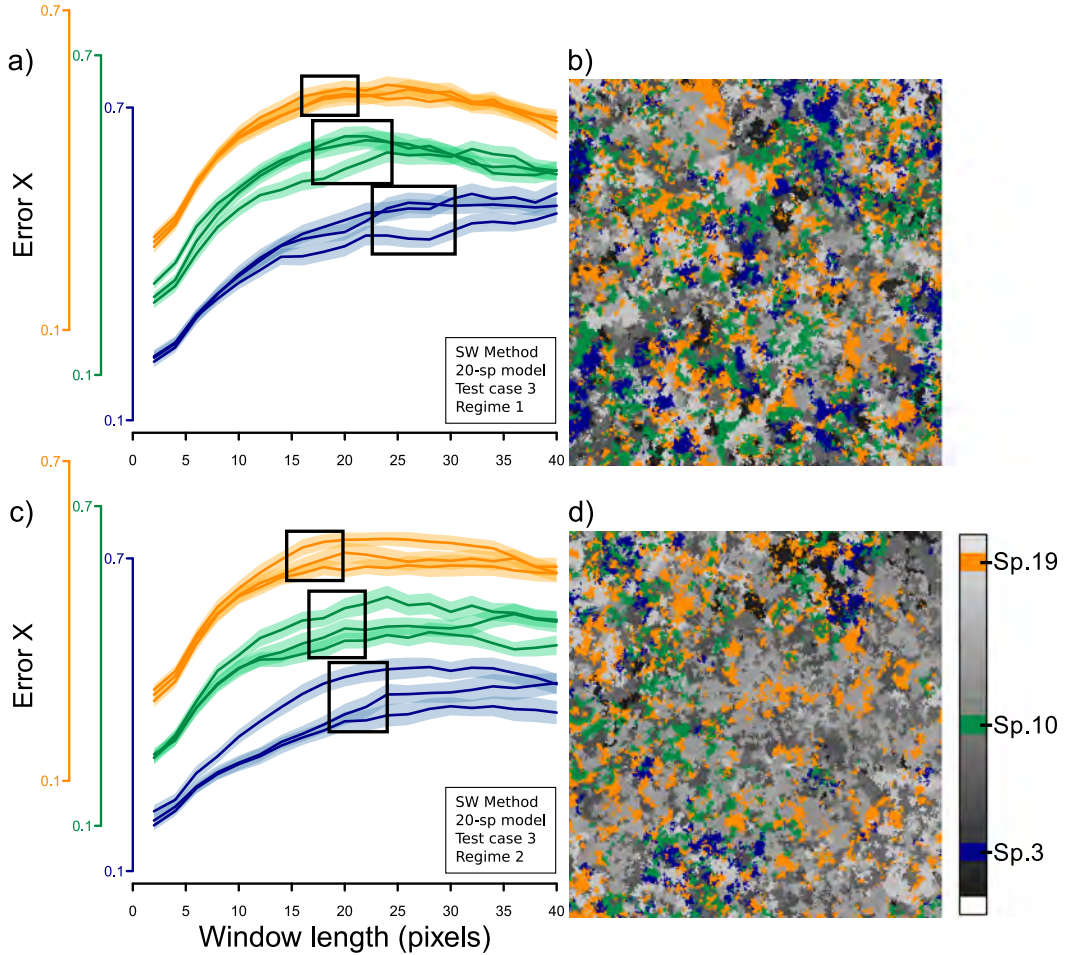 a)
b)
0.7
0.7
0.7
0.1
0.1
0.1
Error X
SW Method
20-sp model
Test case 3
Regime 1
0 5 10 15 20 25 30 35 40
c)
d)
0.7
0.7
0.7
0.1
0.1
0.1
Error X
SW Method
20-sp model
Test case 3
Regime 2
0 5 10 15 20 25 30 35 40
Window length (pixels)
Sp.19
Sp.10
Sp.3